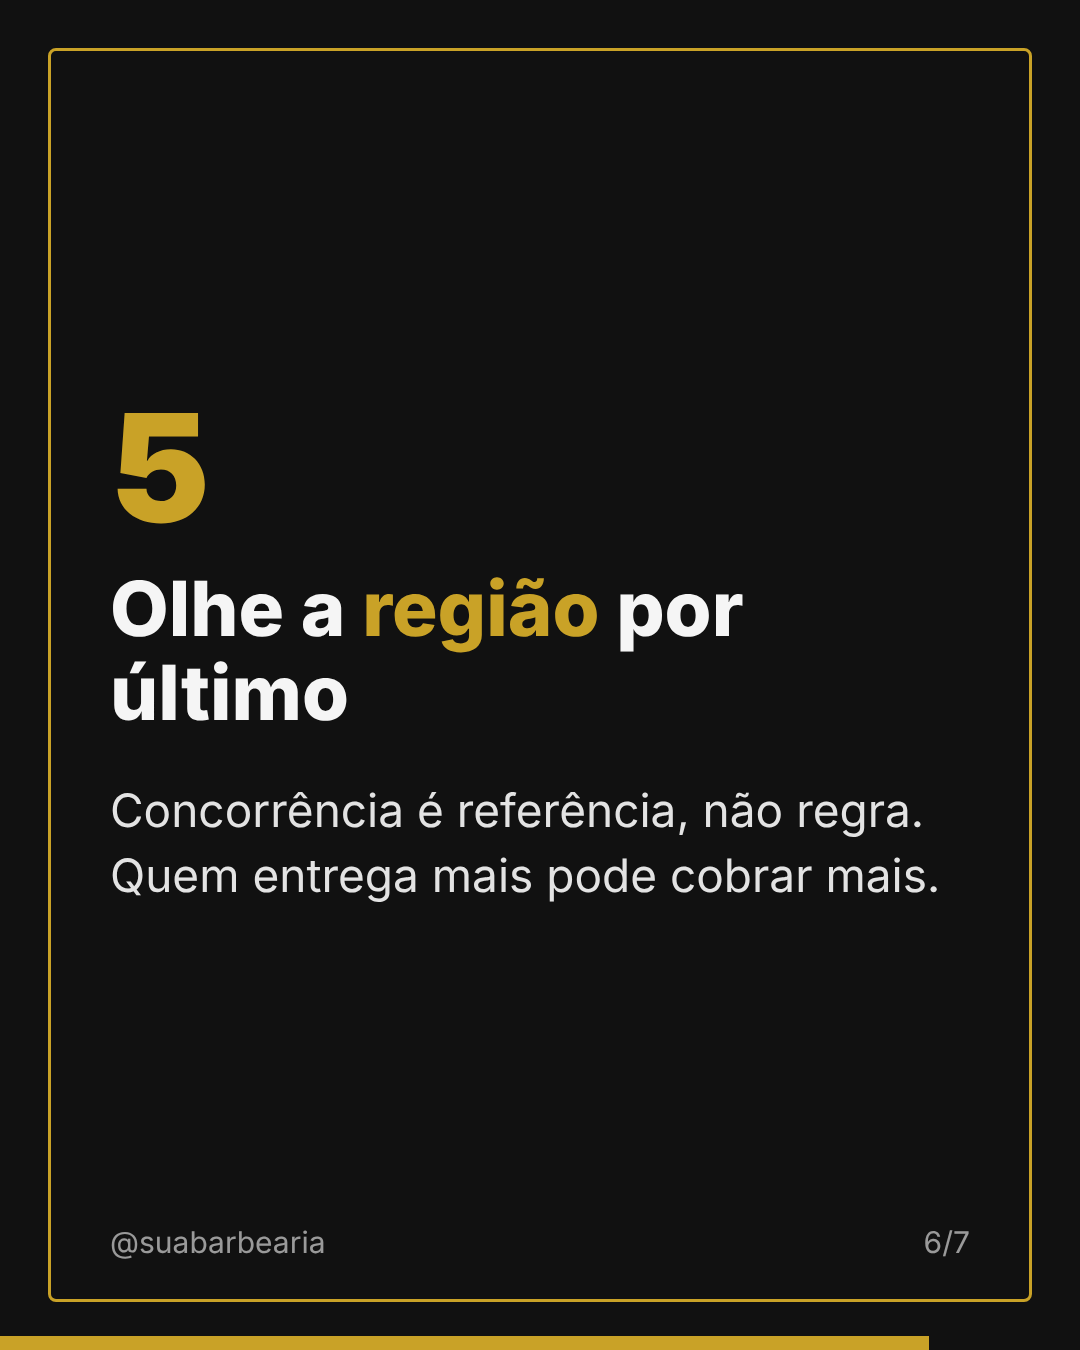 5
Olhe a região por
último
Concorrência é referência, não regra.
Quem entrega mais pode cobrar mais.
@suabarbearia
6/7